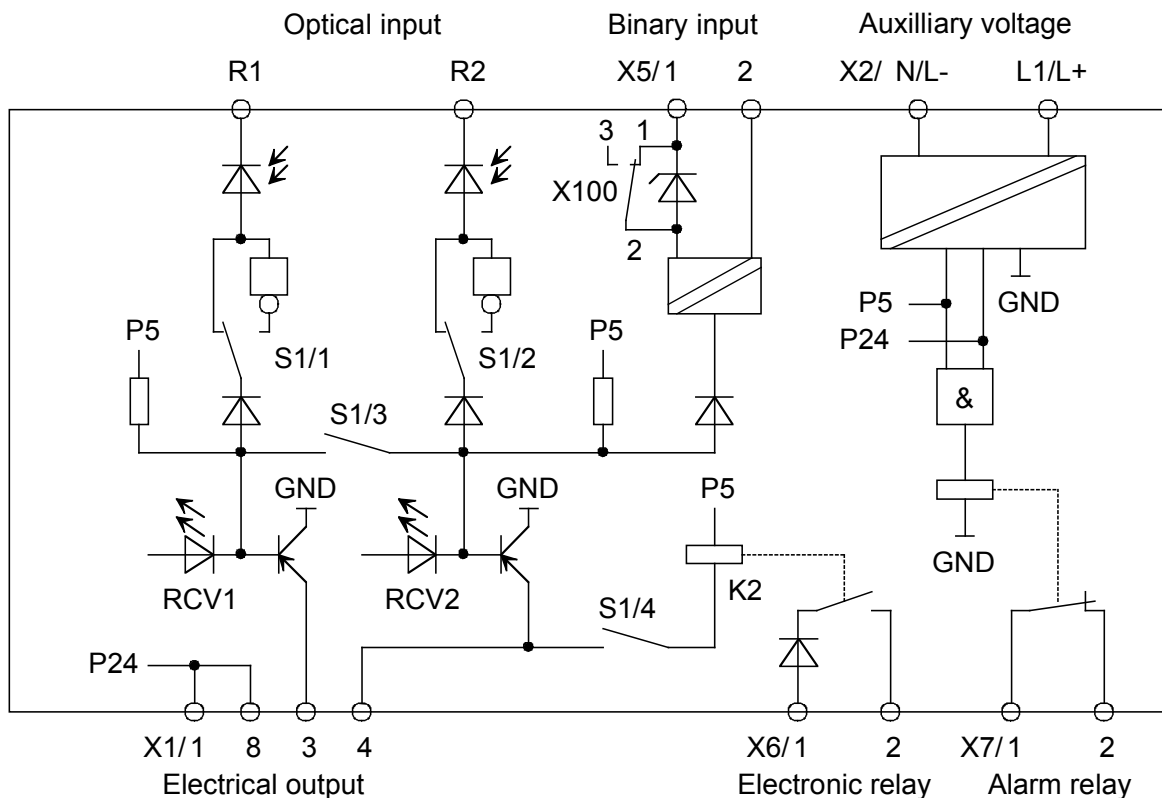 Optical input Binary input Auxilliary voltage
R1 R2 X5/ 1 2 X2/ N/L- L1/L+
3 1
X100
2
P5 GND
P24
P5 S1/1 S1/2 P5
&
S1/3
GND GND P5
GND
RCV1 RCV2 S1/4 K2
P24
X1/ 1 8 3 4 X6/ 1 2 X7/ 1 2
Electrical output Electronic relay Alarm relay